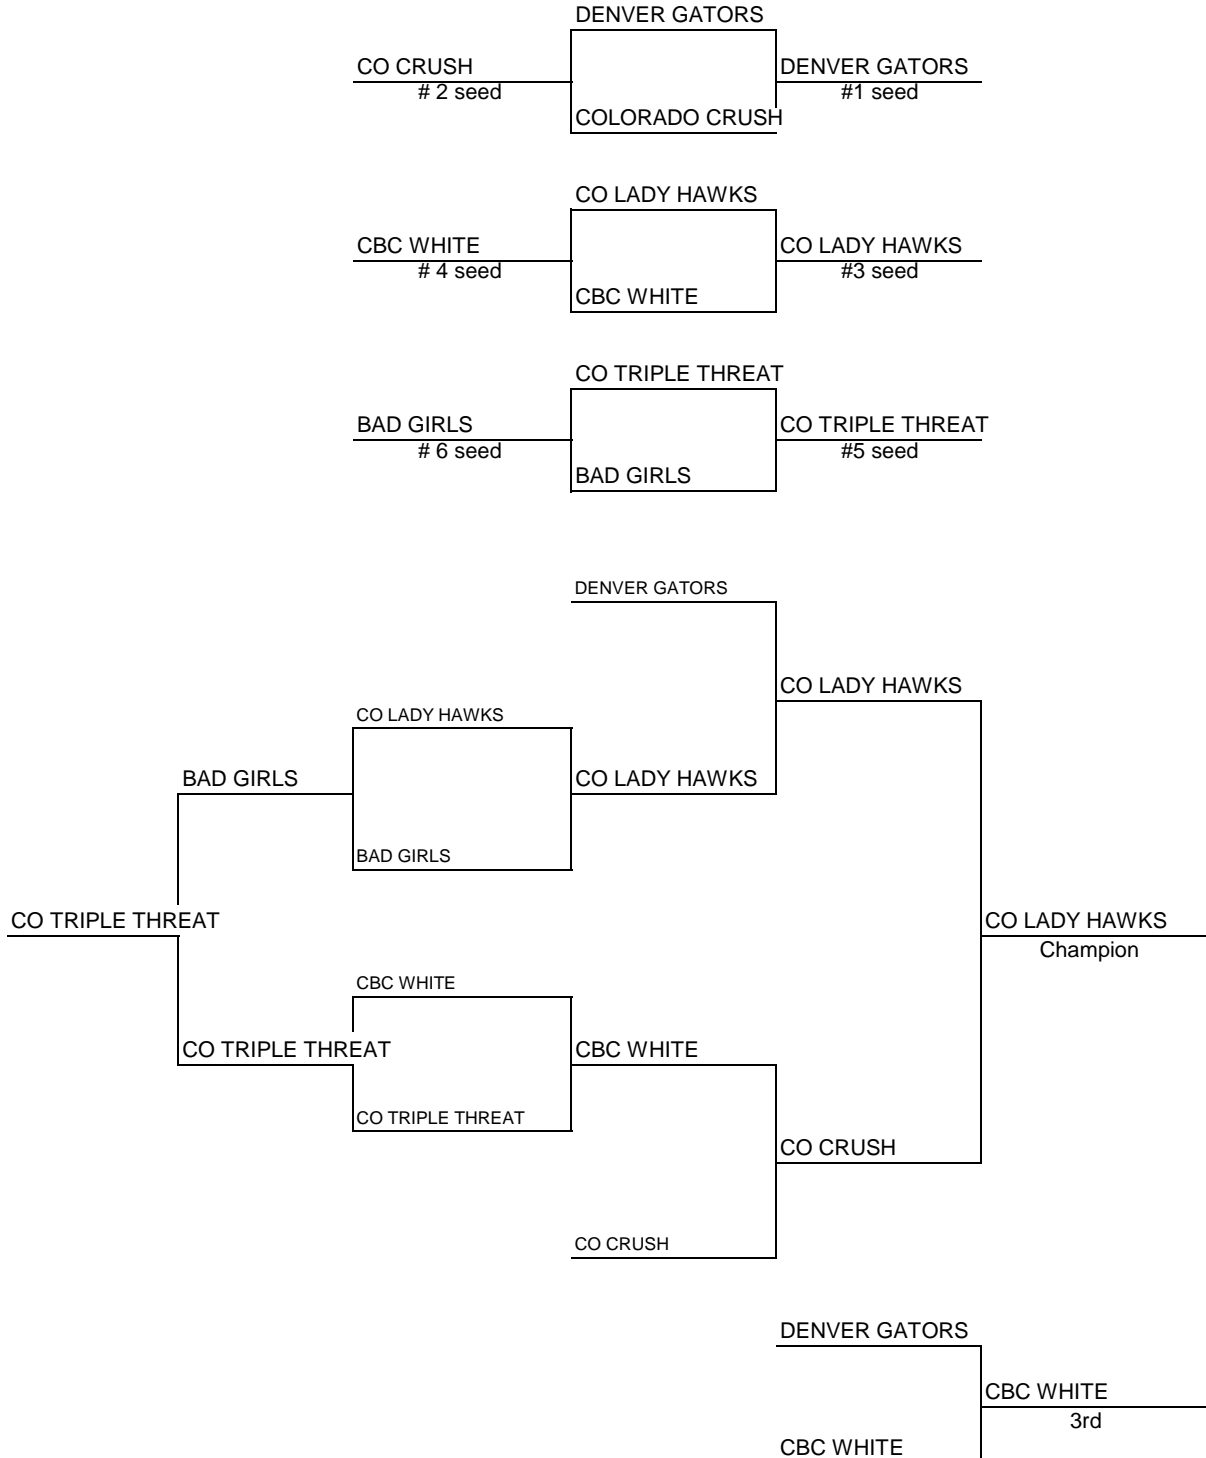 DENVER GATORS
CO CRUSH
DENVER GATORS
# 2 seed
#1 seed
COLORADO CRUSH
CO LADY HAWKS
CBC WHITE
CO LADY HAWKS
# 4 seed
#3 seed
CBC WHITE
CO TRIPLE THREAT
BAD GIRLS
CO TRIPLE THREAT
# 6 seed
#5 seed
BAD GIRLS
DENVER GATORS
CO LADY HAWKS
CO LADY HAWKS
BAD GIRLS
CO LADY HAWKS
BAD GIRLS
CO TRIPLE THREAT
CO LADY HAWKS
Champion
CBC WHITE
CO TRIPLE THREAT
CBC WHITE
CO TRIPLE THREAT
CO CRUSH
CO CRUSH
DENVER GATORS
CBC WHITE
3rd
CBC WHITE